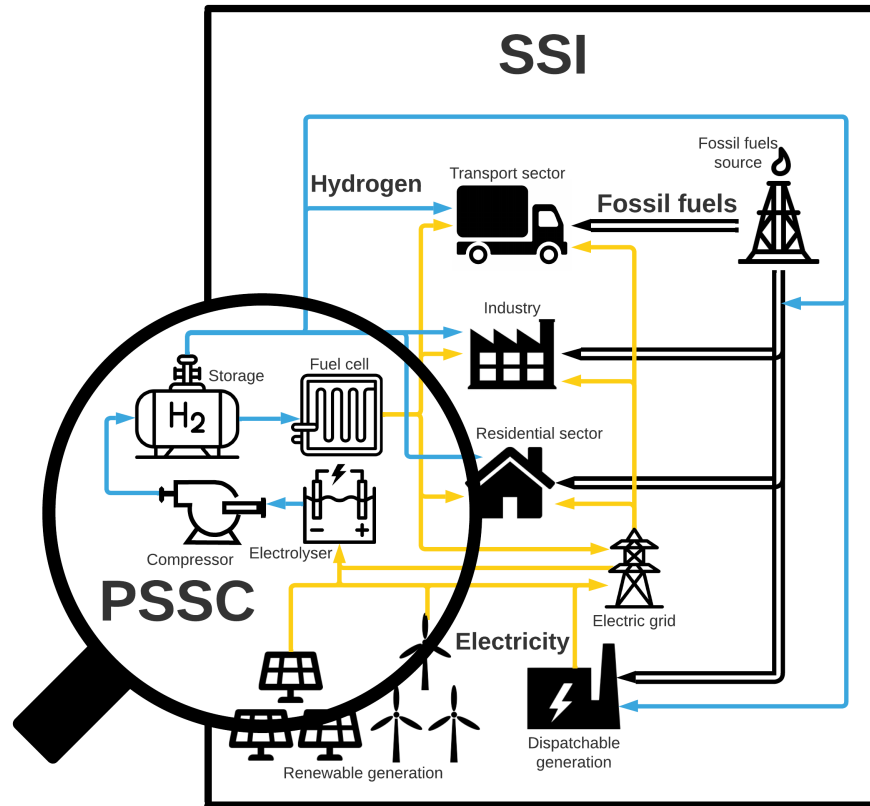 SSI
Fossil fuels
source
Transport sector
Hydrogen
Fossil fuels
Industry
Fuel cell
Storage
H2
Residential sector
- +
Compressor
Electrolyser
PSSC
Electric grid
Electricity
Dispatchable
generation
Renewable generation